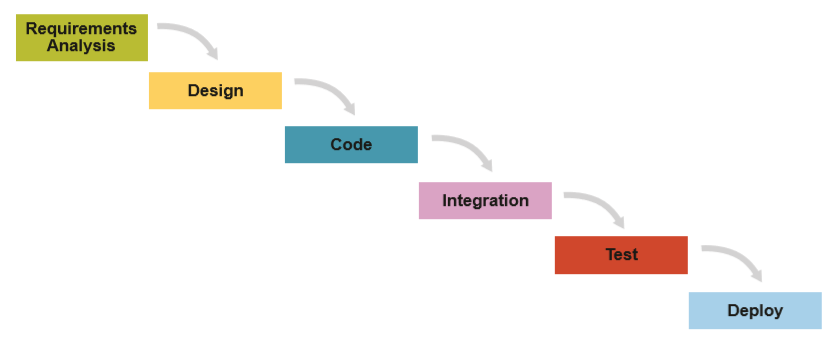 Requirements
Analysis
Design
Code
Integration
Test
Deploy